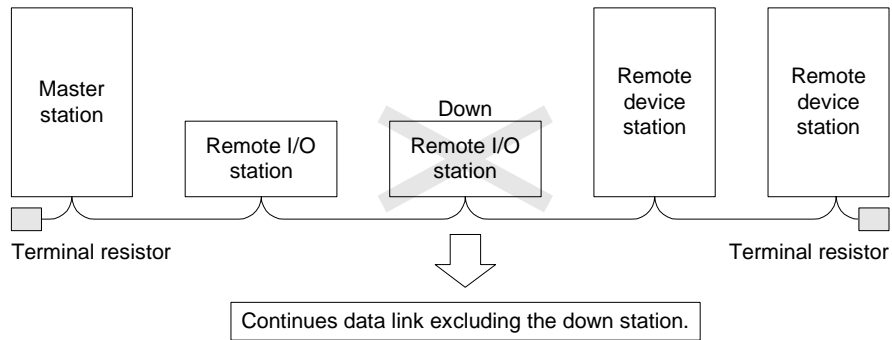 Master
station
Remote I/O
station
Down
Remote I/O
station
Remote
device
station
Remote
device
station
Terminal resistor
Terminal resistor
Continues data link excluding the down station.